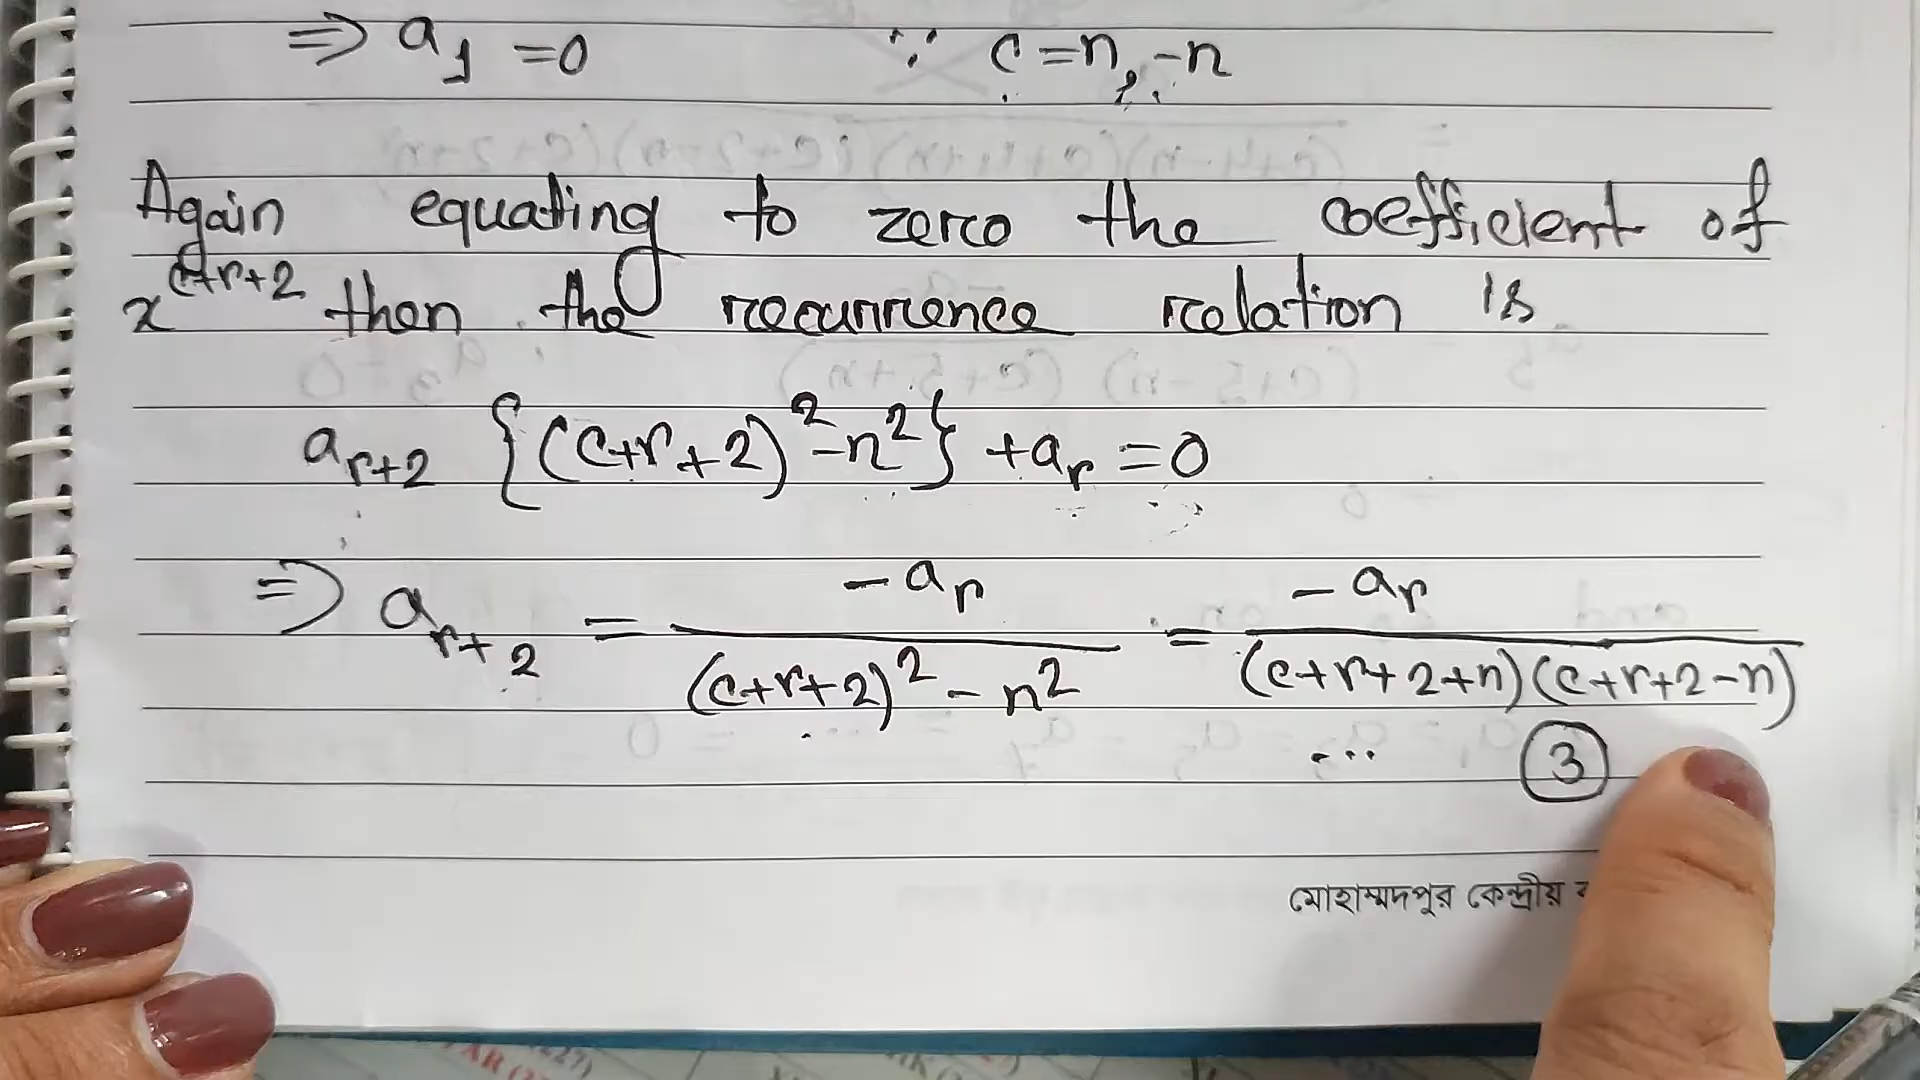 ⇒ a₁ = 0 ∵ c = n, -n
Again equating to zero the coefficient of
x^{c+r+2} then the recurrence relation is
a_{r+2} {(c+r+2)² - n²} + a_r = 0
⇒ a_{r+2} = -a_r / ((c+r+2)² - n²) = -a_r / ((c+r+2+n)(c+r+2-n))
... ③
মোহাম্মদপুর কেন্দ্রীয়